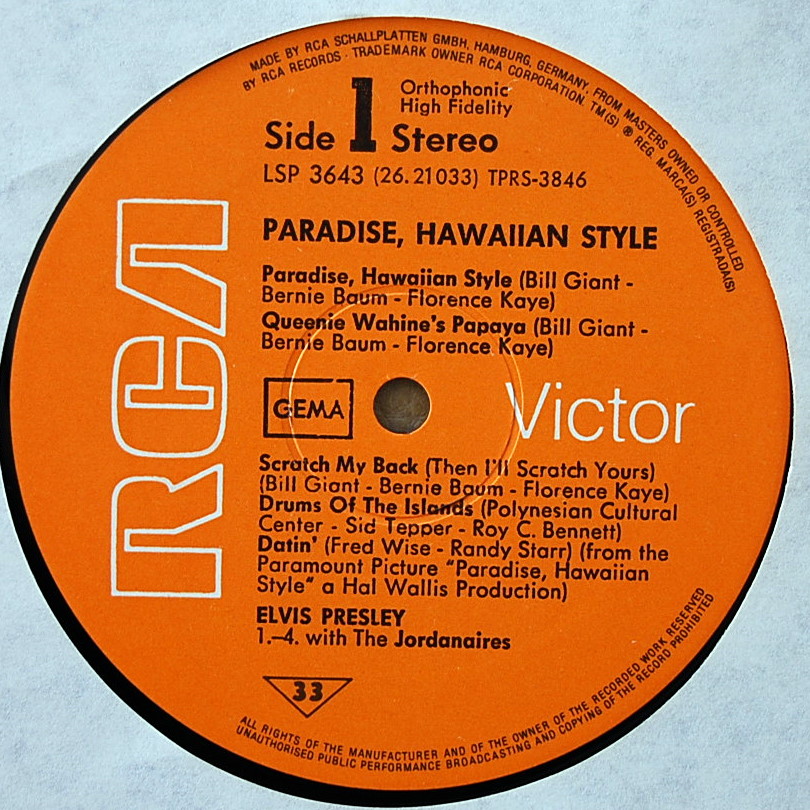 MADE BY RCA SCHALLPLATTEN GMBH, HAMBURG, GERMANY, FROM MASTERS OWNED OR CONTROLLED
BY RCA RECORDS · TRADEMARK OWNER RCA CORPORATION. TM(S) ® REG. MARCA(S) REGISTRADA(S)
Orthophonic
High Fidelity
Side 1 Stereo
LSP 3643 (26.21033) TPRS-3846
PARADISE, HAWAIIAN STYLE
Paradise, Hawaiian Style (Bill Giant -
Bernie Baum - Florence Kaye)
Queenie Wahine's Papaya (Bill Giant -
Bernie Baum - Florence Kaye)
RCA
GEMA
Victor
Scratch My Back (Then I'll Scratch Yours)
(Bill Giant - Bernie Baum - Florence Kaye)
Drums Of The Islands (Polynesian Cultural
Center - Sid Tepper - Roy C. Bennett)
Datin' (Fred Wise - Randy Starr) (from the
Paramount Picture "Paradise, Hawaiian
Style" a Hal Wallis Production)
ELVIS PRESLEY
1.–4. with The Jordanaires
33
ALL RIGHTS OF THE MANUFACTURER AND OF THE OWNER OF THE RECORDED WORK RESERVED
UNAUTHORISED PUBLIC PERFORMANCE BROADCASTING AND COPYING OF THE RECORD PROHIBITED